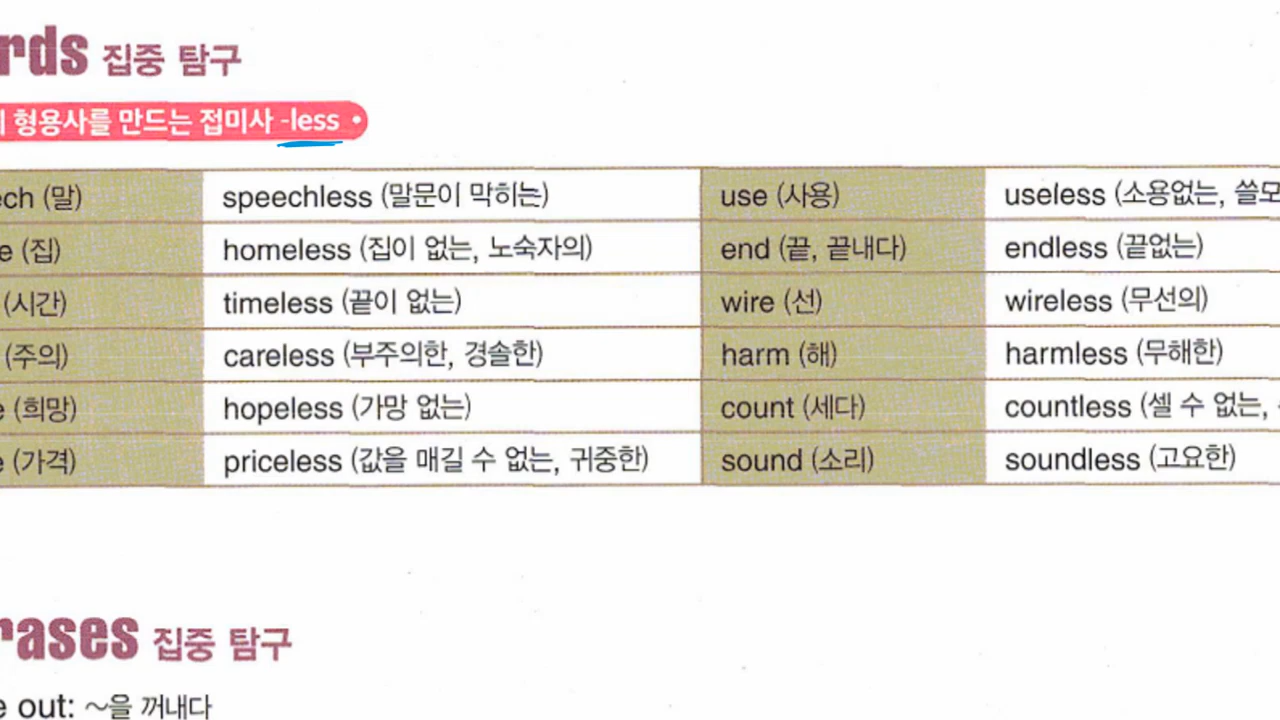 rds 집중 탐구
형용사를 만드는 접미사 -less •
ech (말) speechless (말문이 막히는) use (사용) useless (소용없는, 쓸모
e (집) homeless (집이 없는, 노숙자의) end (끝, 끝내다) endless (끝없는)
(시간) timeless (끝이 없는) wire (선) wireless (무선의)
(주의) careless (부주의한, 경솔한) harm (해) harmless (무해한)
e (희망) hopeless (가망 없는) count (세다) countless (셀 수 없는,
e (가격) priceless (값을 매길 수 없는, 귀중한) sound (소리) soundless (고요한)
rases 집중 탐구
e out: ~을 꺼내다